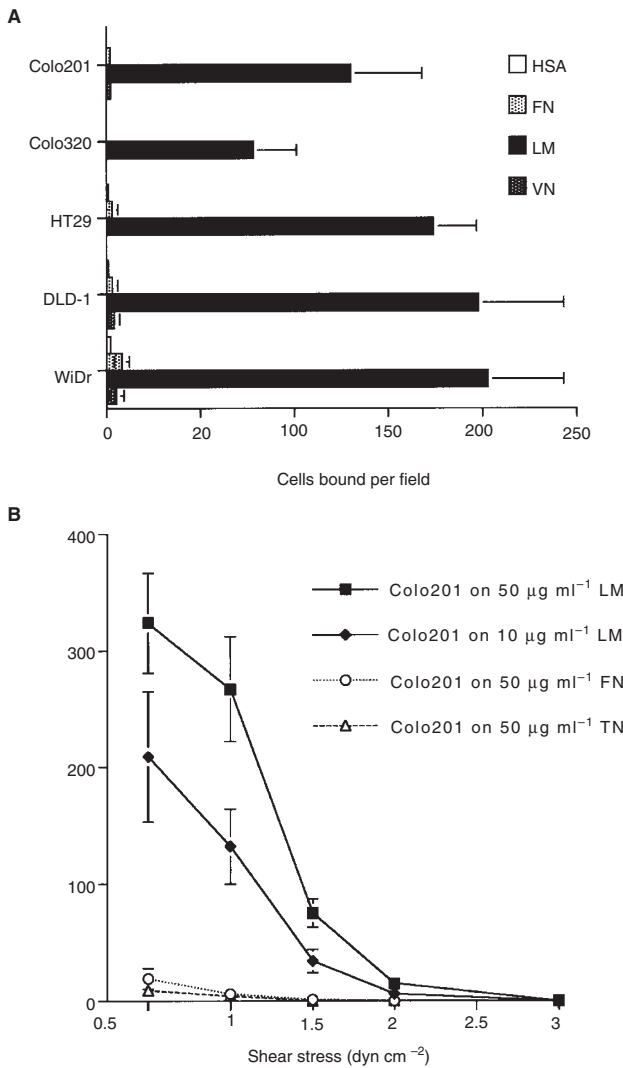 A
Colo201
Colo320
HT29
DLD-1
WiDr
HSA
FN
LM
VN
0 20 100 150 200 250
Cells bound per field
B
400
300
200
100
0
Colo201 on 50 μg ml⁻¹ LM
Colo201 on 10 μg ml⁻¹ LM
Colo201 on 50 μg ml⁻¹ FN
Colo201 on 50 μg ml⁻¹ TN
0.5 1 1.5 2 2.5 3
Shear stress (dyn cm⁻²)